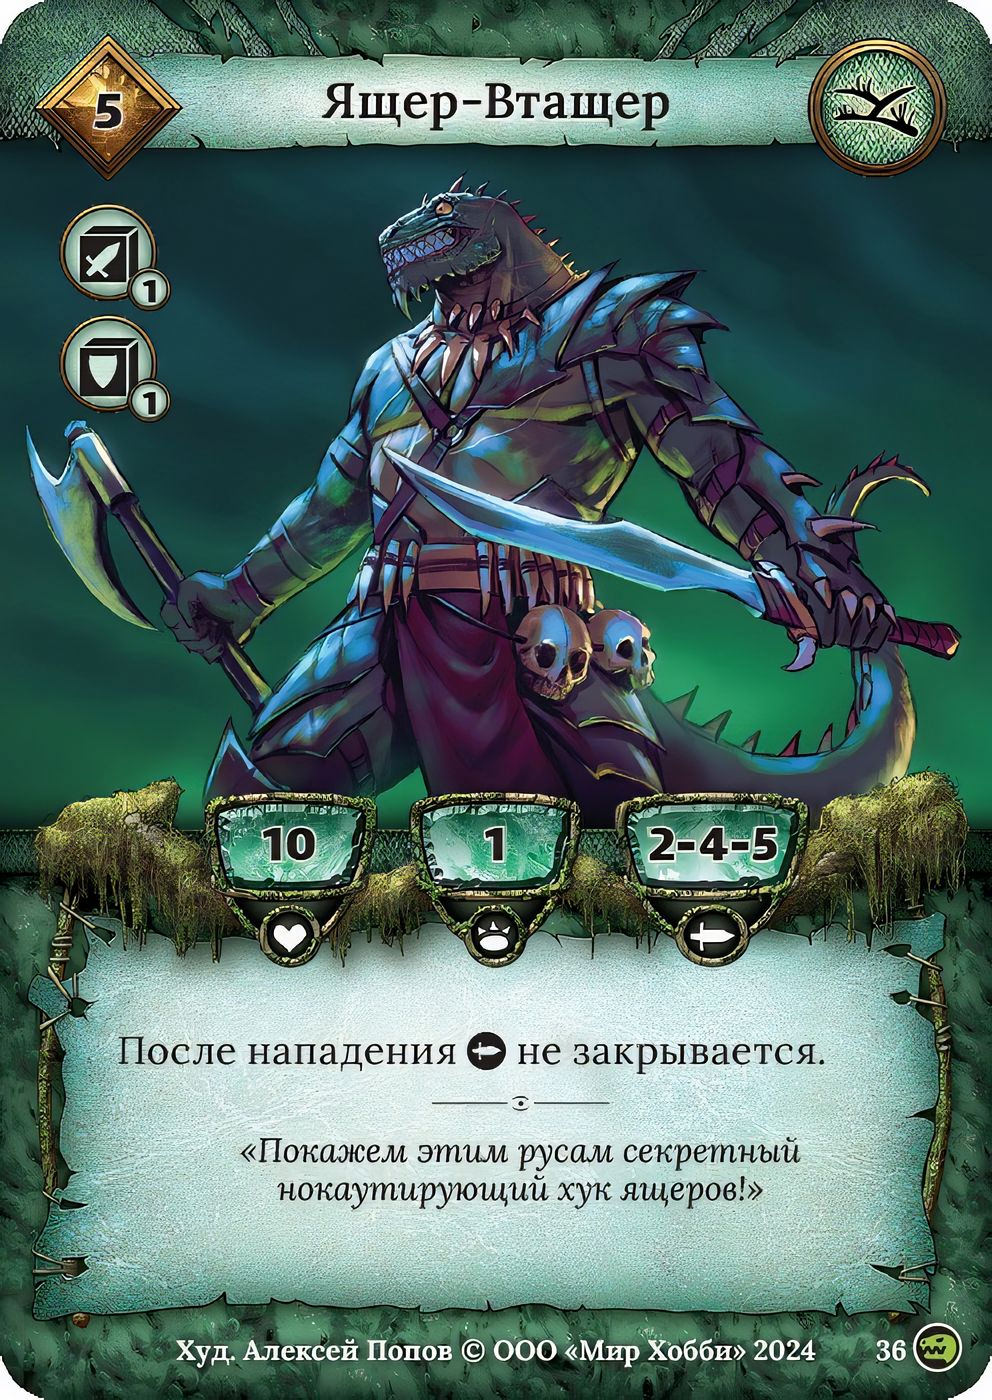 5
Ящер-Втащер
1
1
10
1
2-4-5
После нападения не закрывается.
«Покажем этим русам секретный
нокаутирующий хук ящеров!»
Худ. Алексей Попов © ООО «Мир Хобби» 2024
36